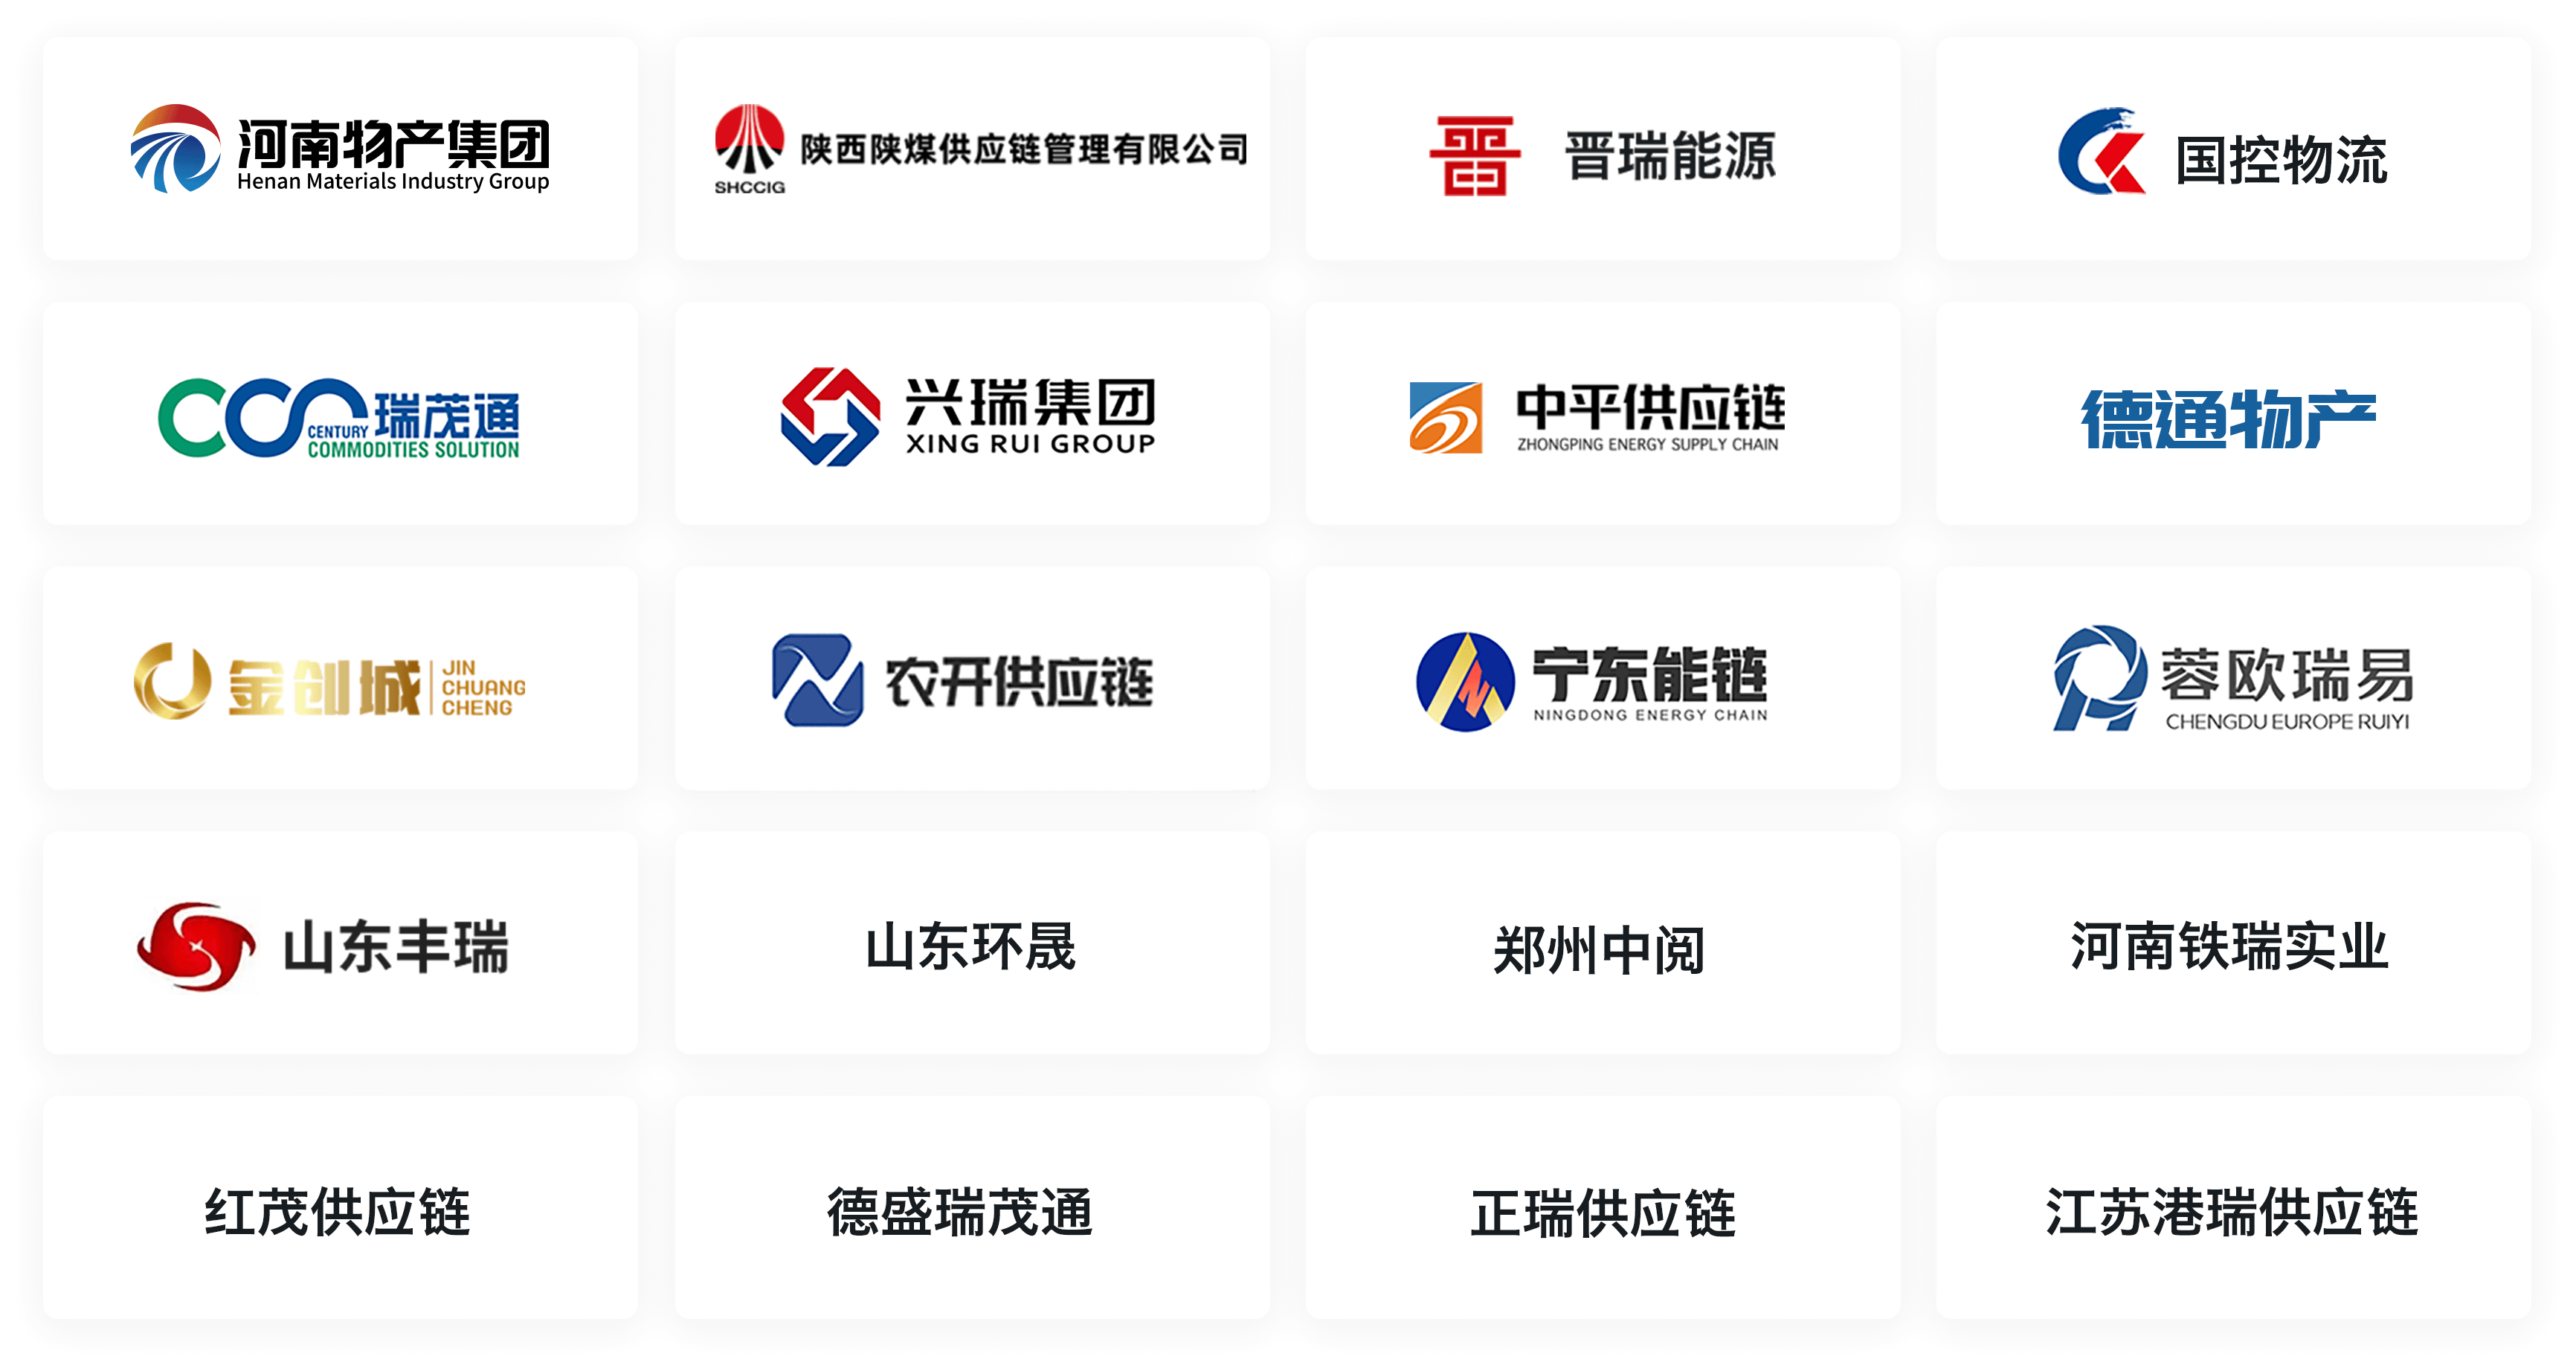 河南物产集团
Henan Materials Industry Group
SHCCIG
陕西陕煤供应链管理有限公司
晋
晋瑞能源
国控物流
瑞茂通
CENTURY
COMMODITIES SOLUTION
兴瑞集团
XING RUI GROUP
中平供应链
ZHONGPING ENERGY SUPPLY CHAIN
德通物产
金创城
JIN
CHUANG
CHENG
农开供应链
宁东能链
NINGDONG ENERGY CHAIN
蓉欧瑞易
CHENGDU EUROPE RUIYI
山东丰瑞
山东环晟
郑州中阅
河南铁瑞实业
红茂供应链
德盛瑞茂通
正瑞供应链
江苏港瑞供应链